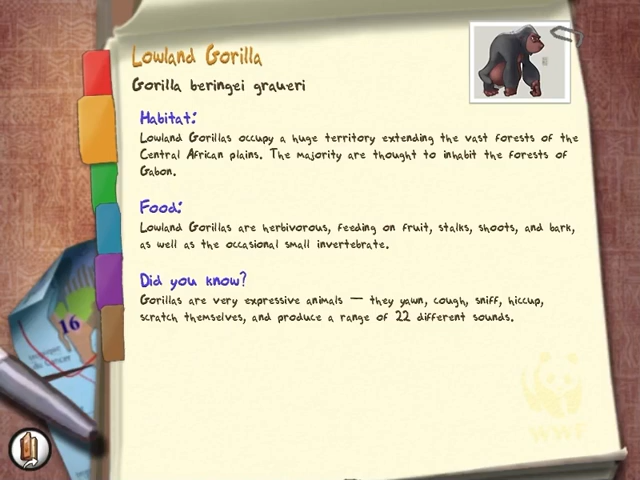 Lowland Gorilla
Gorilla beringei graueri
Habitat:
Lowland Gorillas occupy a huge territory extending the vast forests of the
Central African plains. The majority are thought to inhabit the forests of
Gabon.
Food:
Lowland Gorillas are herbivorous, feeding on fruit, stalks, shoots, and bark,
as well as the occasional small invertebrate.
Did you know?
Gorillas are very expressive animals — they yawn, cough, sniff, hiccup,
scratch themselves, and produce a range of 22 different sounds.
16
WWF